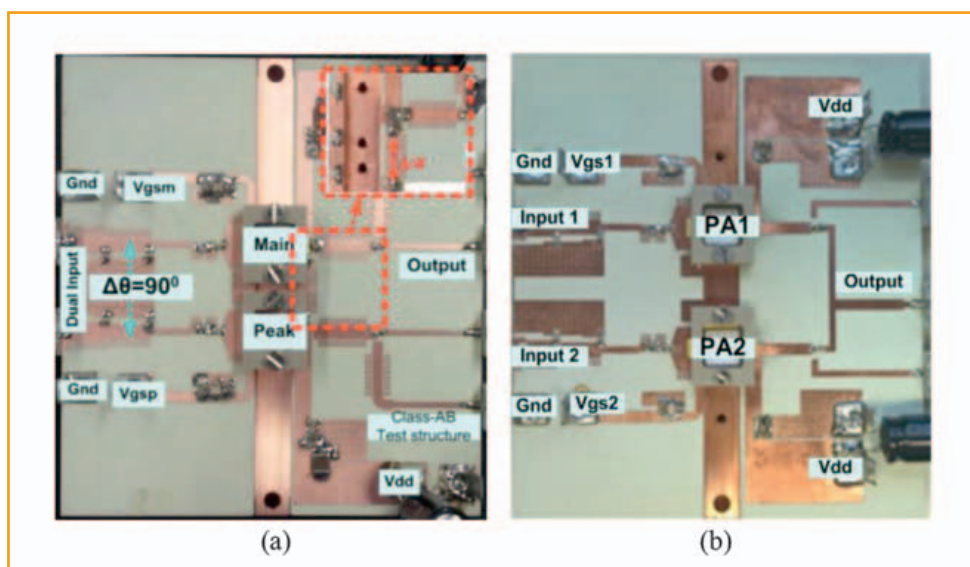 Gnd
Vgsm
Main
Dual Input
Δθ=90⁰
Output
Peak
Gnd
Vgsp
Class-AB
Test structure
Vdd
(a)
Vdd
Gnd
Vgs1
Input 1
PA1
Output
Input 2
PA2
Gnd
Vgs2
Vdd
(b)